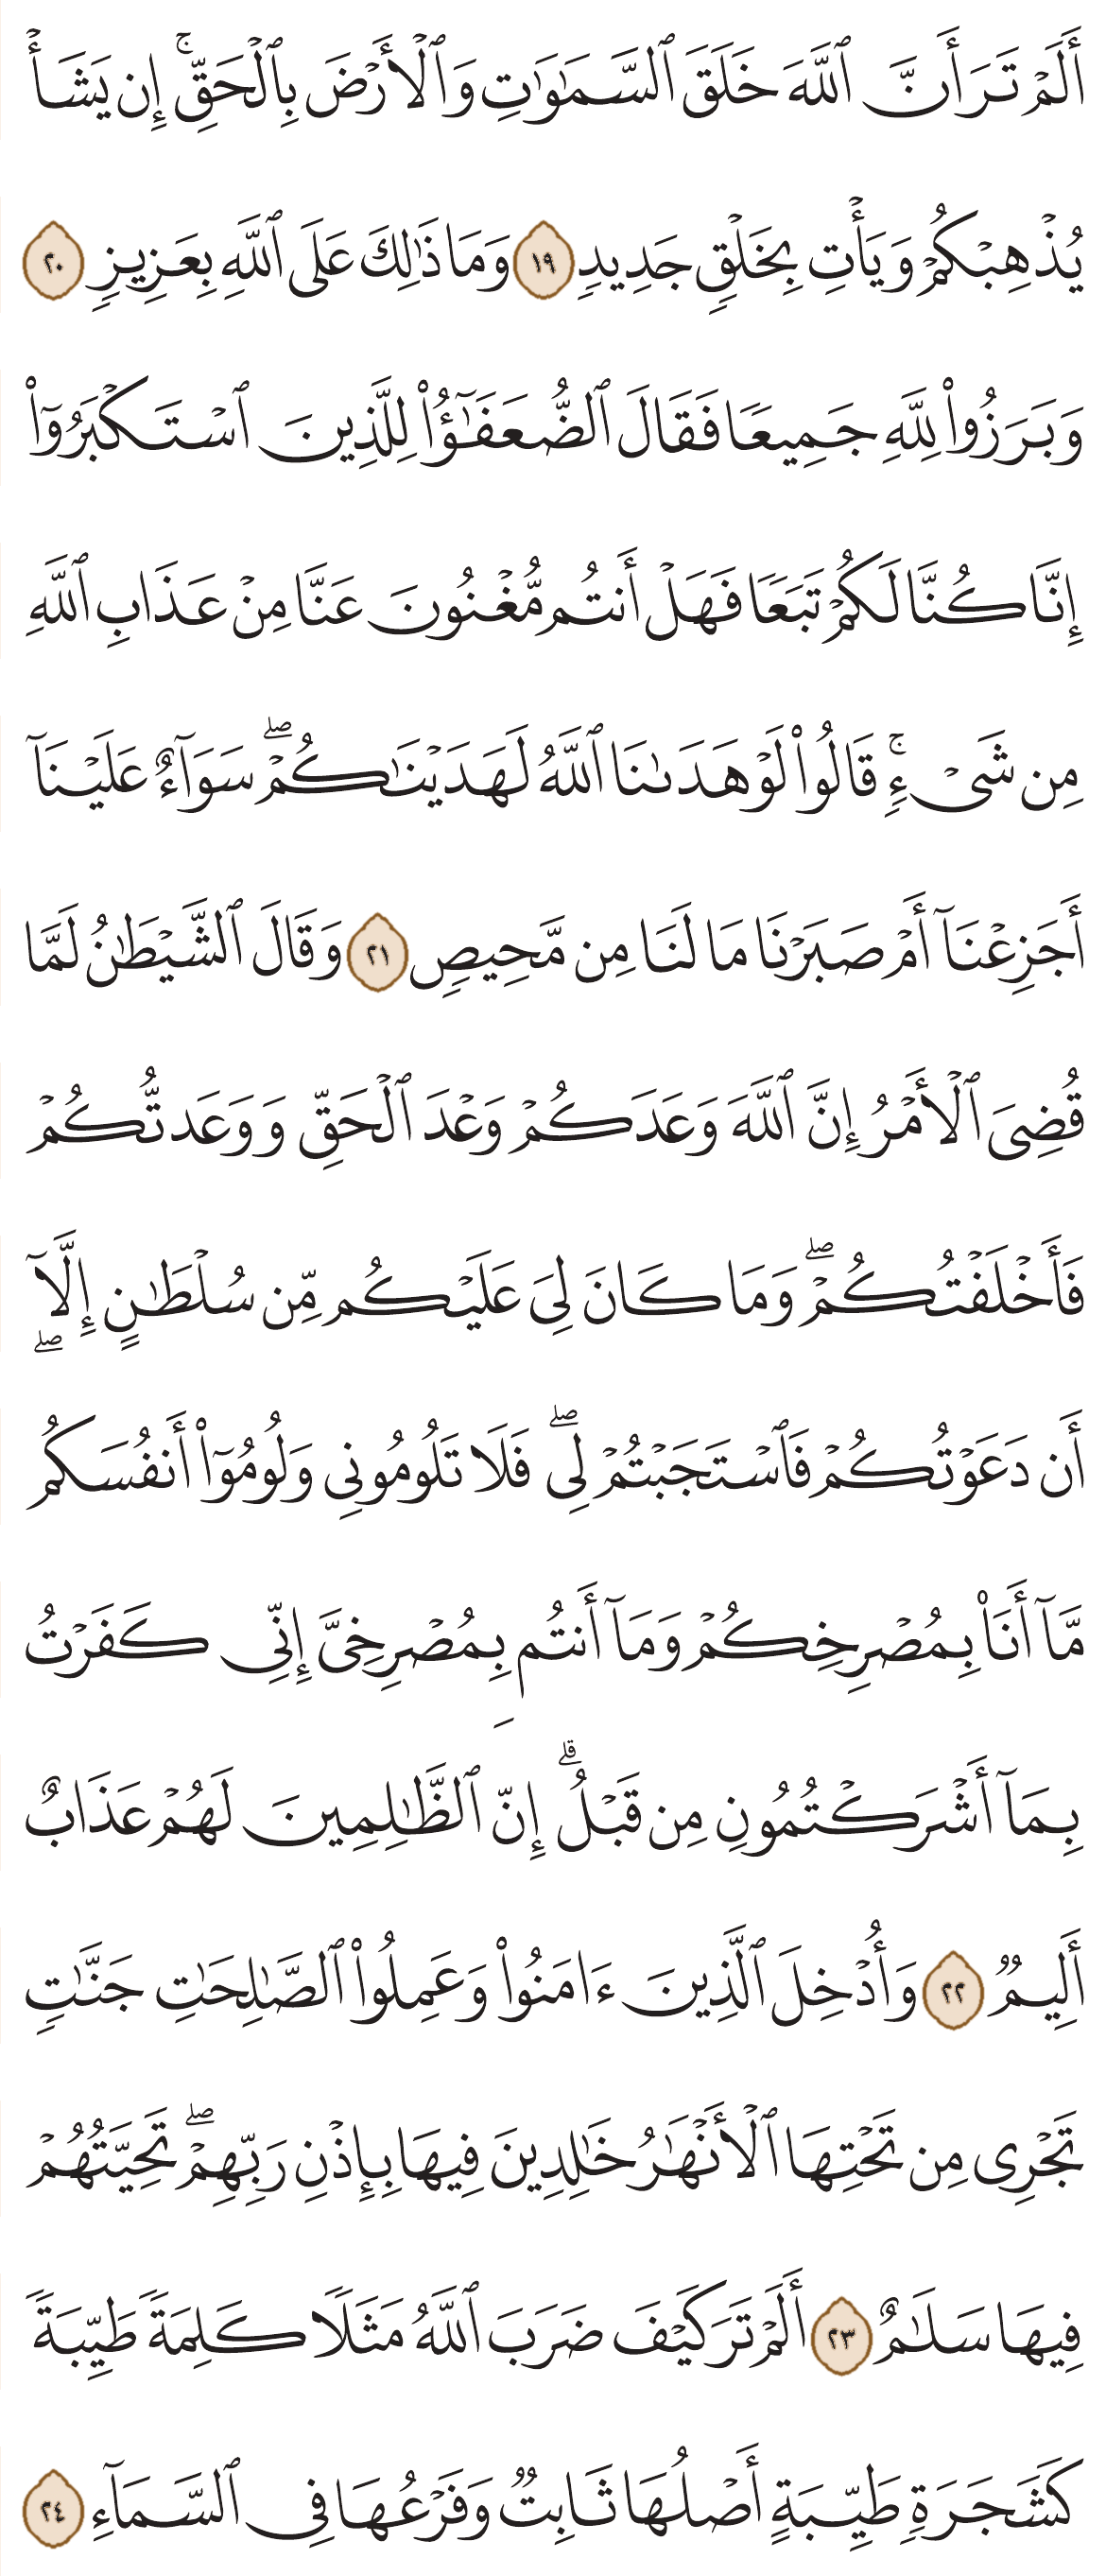 أَلَمۡ تَرَ أَنَّ ٱللَّهَ خَلَقَ ٱلسَّمَٰوَٰتِ وَٱلۡأَرۡضَ بِٱلۡحَقِّۚ إِن يَشَأۡ
يُذۡهِبۡكُمۡ وَيَأۡتِ بِخَلۡقٖ جَدِيدٖ ١٩ وَمَا ذَٰلِكَ عَلَى ٱللَّهِ بِعَزِيزٖ ٢٠
وَبَرَزُواْ لِلَّهِ جَمِيعٗا فَقَالَ ٱلضُّعَفَٰٓؤُاْ لِلَّذِينَ ٱسۡتَكۡبَرُوٓاْ
إِنَّا كُنَّا لَكُمۡ تَبَعٗا فَهَلۡ أَنتُم مُّغۡنُونَ عَنَّا مِنۡ عَذَابِ ٱللَّهِ
مِن شَيۡءٖۚ قَالُواْ لَوۡ هَدَىٰنَا ٱللَّهُ لَهَدَيۡنَٰكُمۡۖ سَوَآءٌ عَلَيۡنَآ
أَجَزِعۡنَآ أَمۡ صَبَرۡنَا مَا لَنَا مِن مَّحِيصٖ ٢١ وَقَالَ ٱلشَّيۡطَٰنُ لَمَّا
قُضِيَ ٱلۡأَمۡرُ إِنَّ ٱللَّهَ وَعَدَكُمۡ وَعۡدَ ٱلۡحَقِّ وَوَعَدتُّكُمۡ
فَأَخۡلَفۡتُكُمۡۖ وَمَا كَانَ لِيَ عَلَيۡكُم مِّن سُلۡطَٰنٍ إِلَّآ
أَن دَعَوۡتُكُمۡ فَٱسۡتَجَبۡتُمۡ لِيۖ فَلَا تَلُومُونِي وَلُومُوٓاْ أَنفُسَكُمۖ
مَّآ أَنَا۠ بِمُصۡرِخِكُمۡ وَمَآ أَنتُم بِمُصۡرِخِيَّ إِنِّي كَفَرۡتُ
بِمَآ أَشۡرَكۡتُمُونِ مِن قَبۡلُۗ إِنَّ ٱلظَّٰلِمِينَ لَهُمۡ عَذَابٌ
أَلِيمٞ ٢٢ وَأُدۡخِلَ ٱلَّذِينَ ءَامَنُواْ وَعَمِلُواْ ٱلصَّٰلِحَٰتِ جَنَّٰتٖ
تَجۡرِي مِن تَحۡتِهَا ٱلۡأَنۡهَٰرُ خَٰلِدِينَ فِيهَا بِإِذۡنِ رَبِّهِمۡۖ تَحِيَّتُهُمۡ
فِيهَا سَلَٰمٌ ٢٣ أَلَمۡ تَرَ كَيۡفَ ضَرَبَ ٱللَّهُ مَثَلٗا كَلِمَةٗ طَيِّبَةٗ
كَشَجَرَةٖ طَيِّبَةٍ أَصۡلُهَا ثَابِتٞ وَفَرۡعُهَا فِي ٱلسَّمَآءِ ٢٤